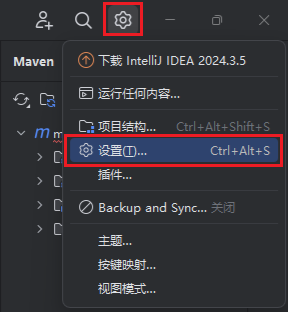 Maven
下载 IntelliJ IDEA 2024.3.5
运行任何内容...
项目结构... Ctrl+Alt+Shift+S
m
设置(T)... Ctrl+Alt+S
插件...
Backup and Sync... 关闭
主题...
按键映射...
视图模式...